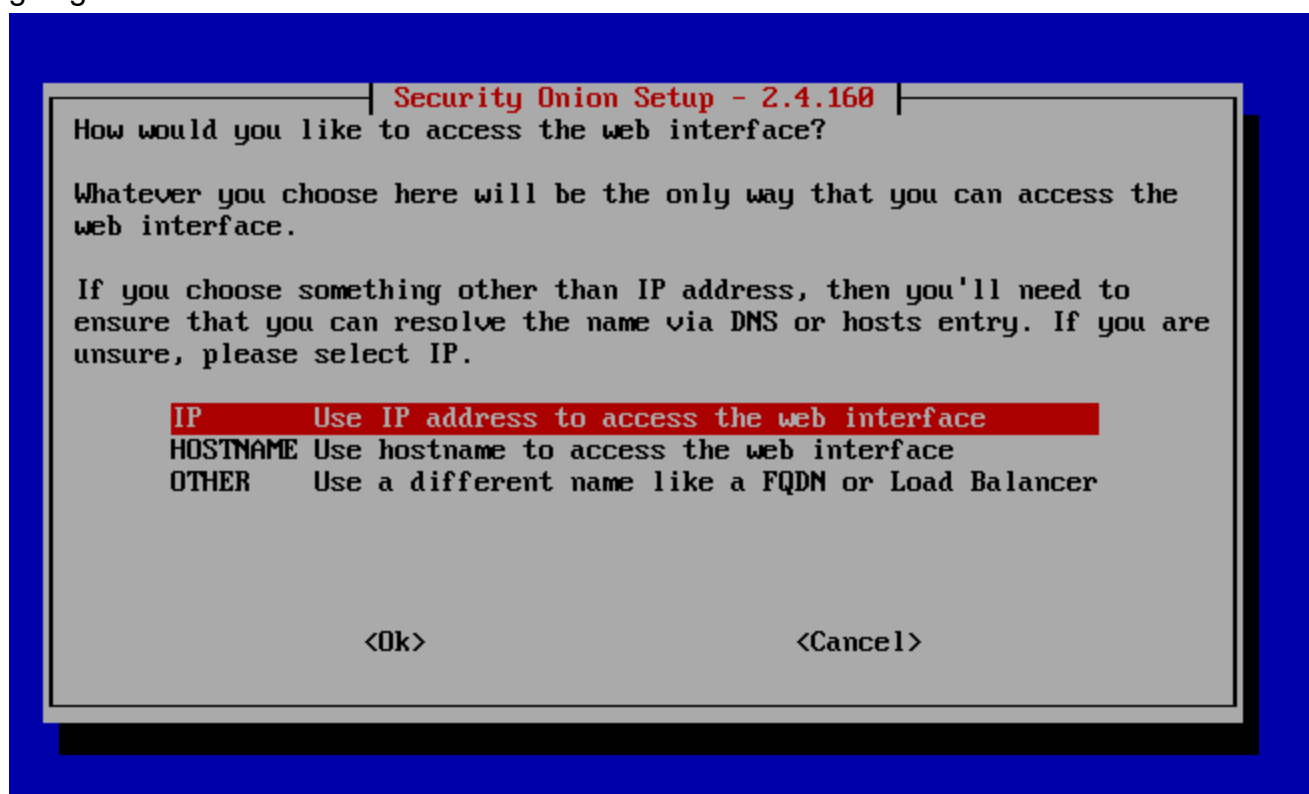 Security Onion Setup - 2.4.160
How would you like to access the web interface?
Whatever you choose here will be the only way that you can access the
web interface.
If you choose something other than IP address, then you'll need to
ensure that you can resolve the name via DNS or hosts entry. If you are
unsure, please select IP.
IP Use IP address to access the web interface
HOSTNAME Use hostname to access the web interface
OTHER Use a different name like a FQDN or Load Balancer
<Ok> <Cancel>